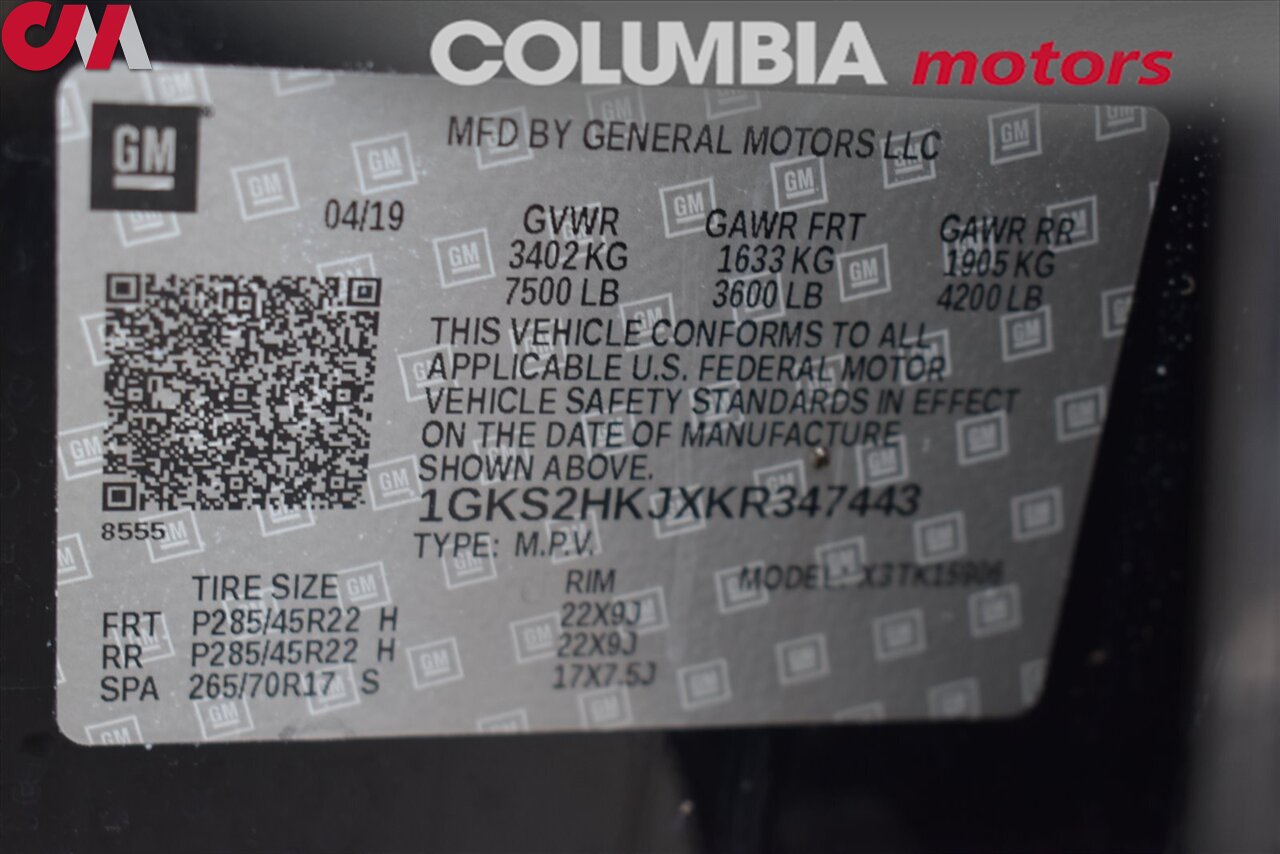 CM
COLUMBIA motors
GM
MFD BY GENERAL MOTORS LLC
04/19
GVWR GAWR FRT GAWR RR
3402 KG 1633 KG 1905 KG
7500 LB 3600 LB 4200 LB
THIS VEHICLE CONFORMS TO ALL
APPLICABLE U.S. FEDERAL MOTOR
VEHICLE SAFETY STANDARDS IN EFFECT
ON THE DATE OF MANUFACTURE
SHOWN ABOVE.
1GKS2HKJXKR347443
8555
TYPE: M.P.V.
TIRE SIZE RIM MODEL: X3TK15906
FRT P285/45R22 H 22X9J
RR P285/45R22 H 22X9J
SPA 265/70R17 S 17X7.5J